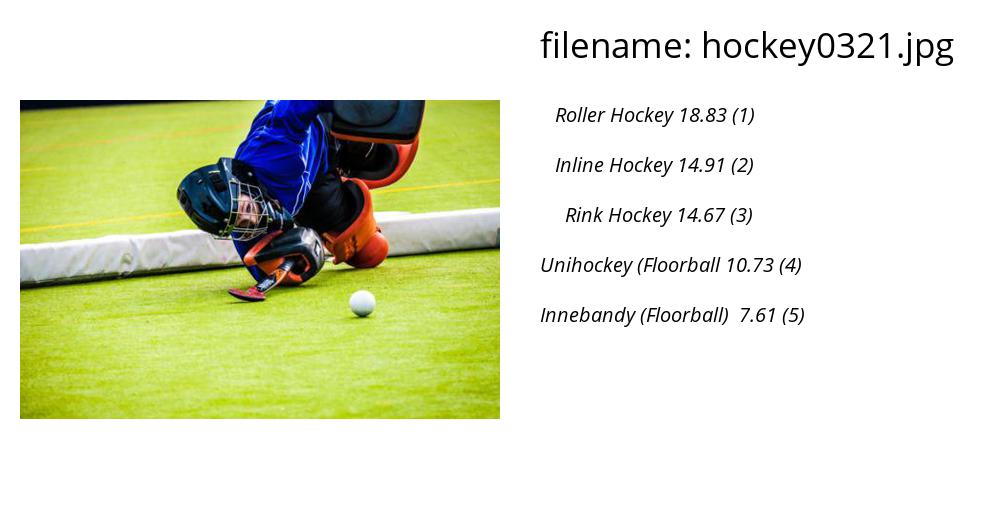 filename: hockey0321.jpg
Roller Hockey 18.83 (1)
Inline Hockey 14.91 (2)
Rink Hockey 14.67 (3)
Unihockey (Floorball 10.73 (4)
Innebandy (Floorball)  7.61 (5)